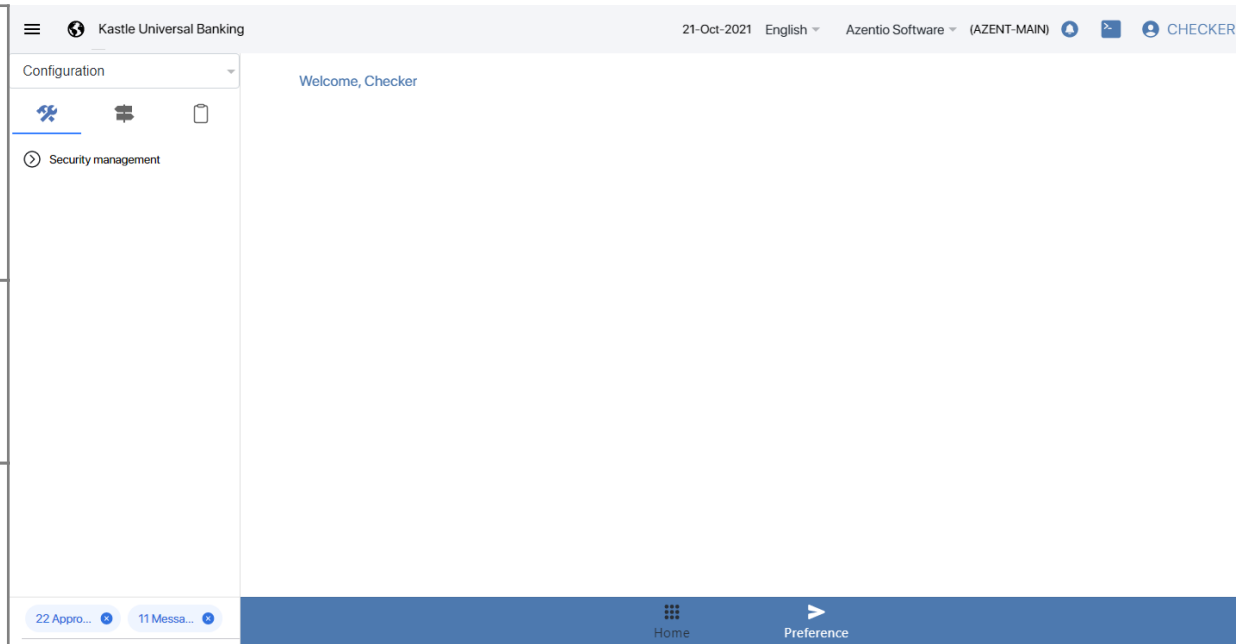 Kastle Universal Banking
21-Oct-2021 English Azentio Software (AZENT-MAIN) CHECKER
Configuration
Welcome, Checker
Security management
22 Appro... 11 Messa...
Home Preference